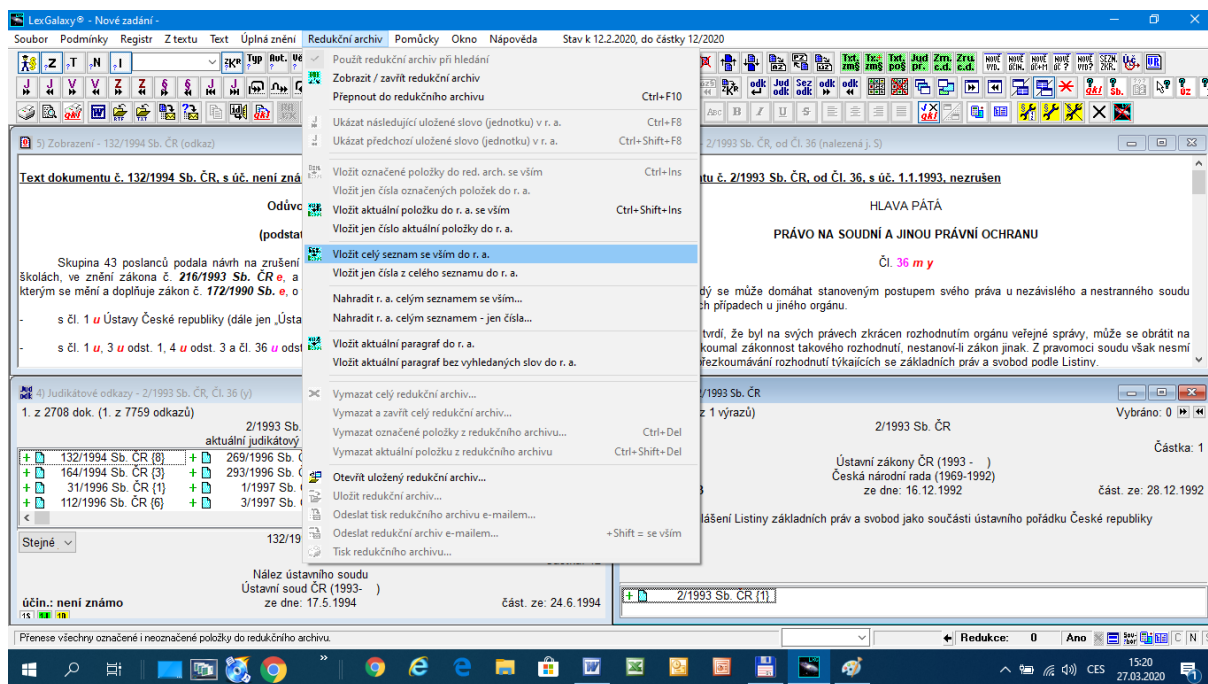 LexGalaxy® - Nové zadání -
Soubor Podmínky Registr Z textu Text Úplná znění Redukční archiv Pomůcky Okno Nápověda Stav k 12.2.2020, do částky 12/2020
Použít redukční archiv při hledání
Zobrazit / zavřít redukční archiv
Přepnout do redukčního archivu Ctrl+F10
Ukázat následující uložené slovo (jednotku) v r. a. Ctrl+F8
Ukázat předchozí uložené slovo (jednotku) v r. a. Ctrl+Shift+F8
Vložit označené položky do red. arch. se vším Ctrl+Ins
Vložit jen čísla označených položek do r. a.
Vložit aktuální položku do r. a. se vším Ctrl+Shift+Ins
Vložit jen číslo aktuální položky do r. a.
Vložit celý seznam se vším do r. a.
Vložit jen čísla z celého seznamu do r. a.
Nahradit r. a. celým seznamem se vším...
Nahradit r. a. celým seznamem - jen čísla...
Vložit aktuální paragraf do r. a.
Vložit aktuální paragraf bez vyhledaných slov do r. a.
Vymazat celý redukční archiv...
Vymazat a zavřít celý redukční archiv...
Vymazat označené položky z redukčního archivu... Ctrl+Del
Vymazat aktuální položku z redukčního archivu Ctrl+Shift+Del
Otevřít uložený redukční archiv...
Uložit redukční archiv...
Odeslat tisk redukčního archivu e-mailem...
Odeslat redukční archiv e-mailem... +Shift = se vším
Tisk redukčního archivu...
5) Zobrazení - 132/1994 Sb. ČR (odkaz)
Text dokumentu č. 132/1994 Sb. ČR, s úč. není zná
Odůvo
(podstat
Skupina 43 poslanců podala návrh na zrušení
školách, ve znění zákona č. 216/1993 Sb. ČR e, a
kterým se mění a doplňuje zákon č. 172/1990 Sb. e, o
- s čl. 1 u Ústavy České republiky (dále jen „Ústa
- s čl. 1 u, 3 u odst. 1, 4 u odst. 3 a čl. 36 u odst
- 2/1993 Sb. ČR, od Čl. 36 (nalezená j. S)
tu č. 2/1993 Sb. ČR, od Čl. 36, s úč. 1.1.1993, nezrušen
HLAVA PÁTÁ
PRÁVO NA SOUDNÍ A JINOU PRÁVNÍ OCHRANU
Čl. 36 m y
dý se může domáhat stanoveným postupem svého práva u nezávislého a nestranného soudu
ch případech u jiného orgánu.
tvrdí, že byl na svých právech zkrácen rozhodnutím orgánu veřejné správy, může se obrátit na
koumal zákonnost takového rozhodnutí, nestanoví-li zákon jinak. Z pravomoci soudu však nesmí
řezkoumávání rozhodnutí týkajících se základních práv a svobod podle Listiny.
4) Judikátové odkazy - 2/1993 Sb. ČR, Čl. 36 (y)
1. z 2708 dok. (1. z 7759 odkazů)
2/1993 Sb.
aktuální judikátový
132/1994 Sb. ČR {8} 269/1996 Sb. Č
164/1994 Sb. ČR {3} 293/1996 Sb. Č
31/1996 Sb. ČR {1} 1/1997 Sb.
112/1996 Sb. ČR {6} 3/1997 Sb.
Stejné 132/19
Nález ústavního soudu
Ústavní soud ČR (1993- )
účin.: není známo ze dne: 17.5.1994 část. ze: 24.6.1994
/1993 Sb. ČR
z 1 výrazů) Vybráno: 0
2/1993 Sb. ČR
Částka: 1
Ústavní zákony ČR (1993 - )
Česká národní rada (1969-1992)
ze dne: 16.12.1992 část. ze: 28.12.1992
lášení Listiny základních práv a svobod jako součásti ústavního pořádku České republiky
2/1993 Sb. ČR {1}
Přenese všechny označené i neoznačené položky do redukčního archivu. Redukce: 0 Ano
CES 15:20
27.03.2020